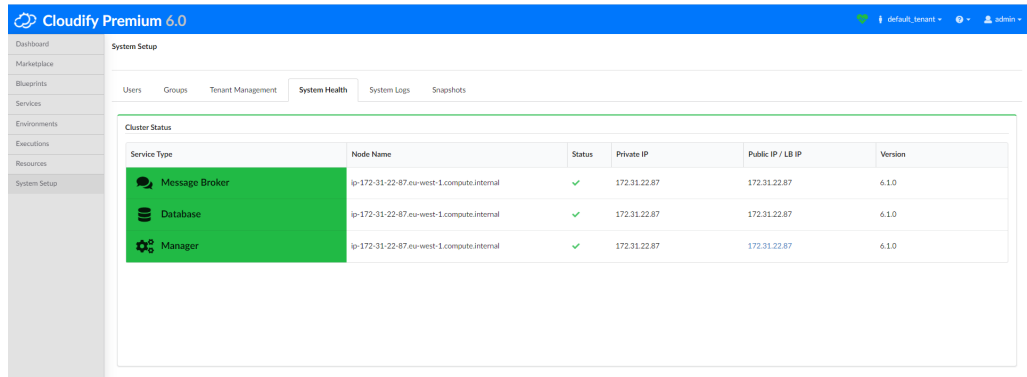 Cloudify Premium 6.0
default_tenant
admin
Dashboard
Marketplace
Blueprints
Services
Environments
Executions
Resources
System Setup
System Setup
Users Groups Tenant Management System Health System Logs Snapshots
Cluster Status
Service Type Node Name Status Private IP Public IP / LB IP Version
Message Broker ip-172-31-22-87.eu-west-1.compute.internal 172.31.22.87 172.31.22.87 6.1.0
Database ip-172-31-22-87.eu-west-1.compute.internal 172.31.22.87 172.31.22.87 6.1.0
Manager ip-172-31-22-87.eu-west-1.compute.internal 172.31.22.87 172.31.22.87 6.1.0